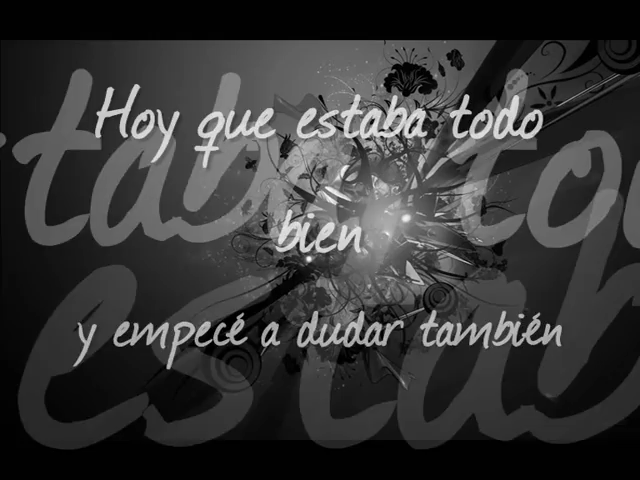 Hoy que estaba todo
bien
y empecé a dudar también